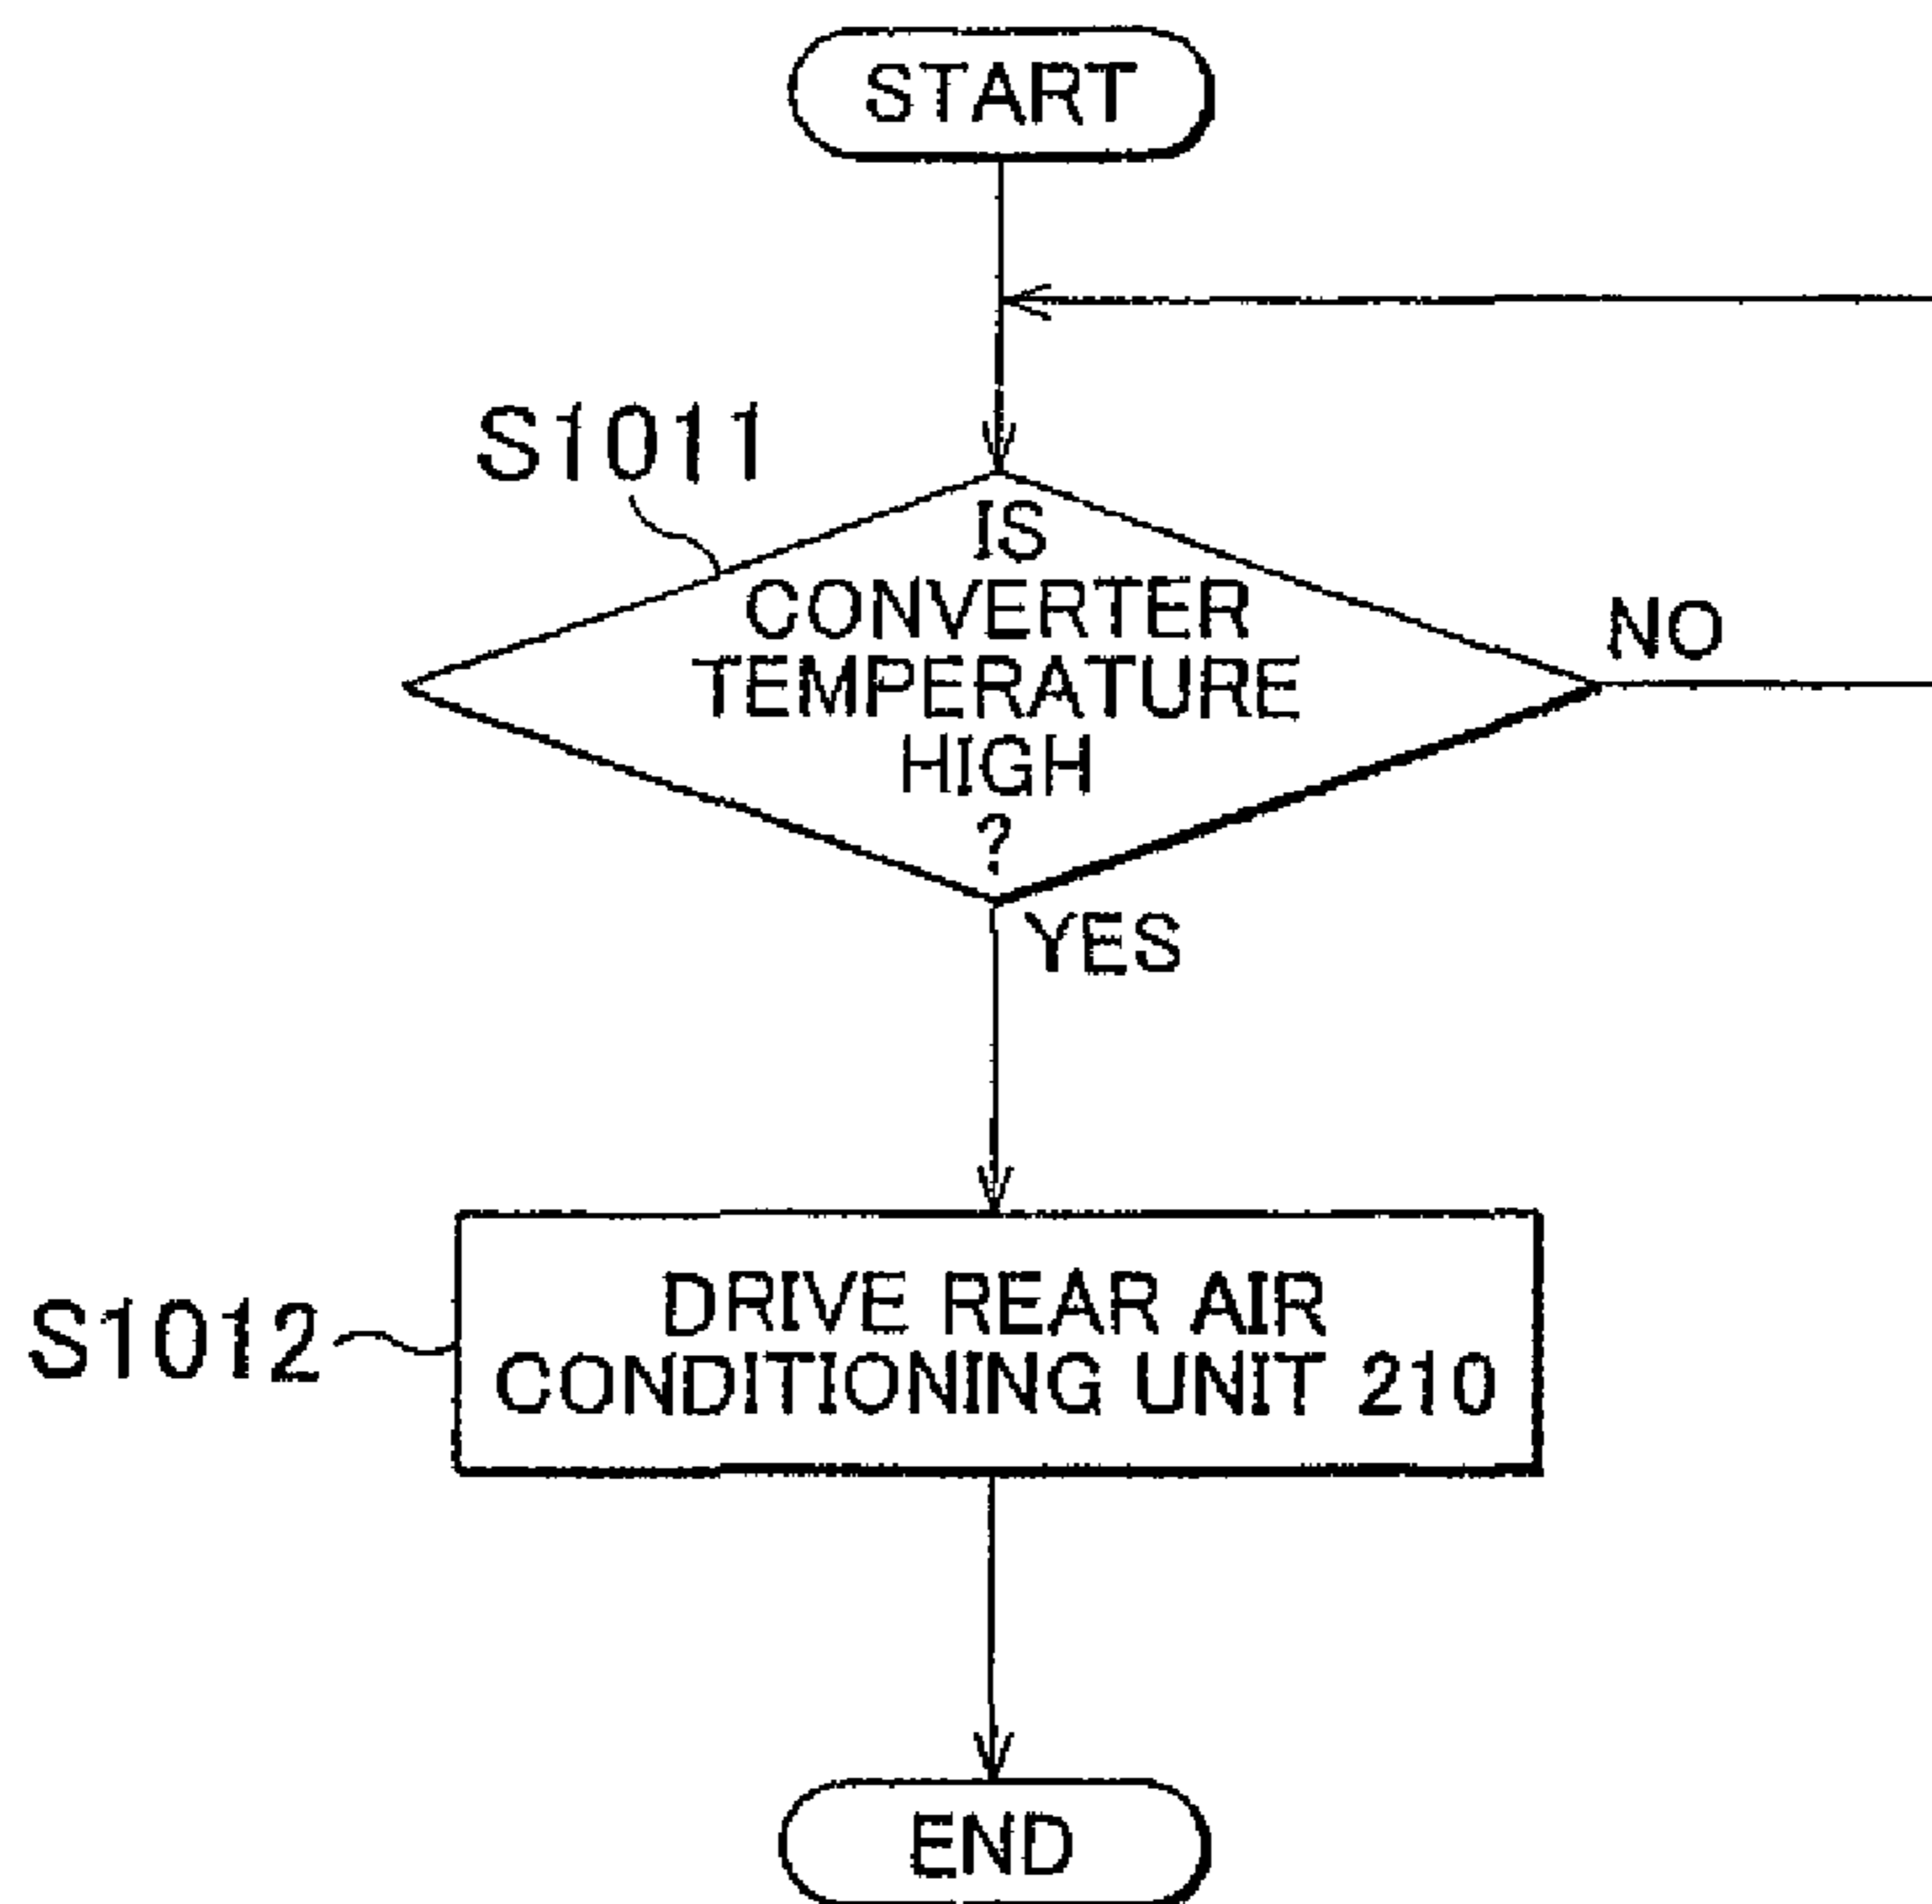 START
S1011
IS
CONVERTER
TEMPERATURE
HIGH
?
NO
YES
S1012
DRIVE REAR AIR
CONDITIONING UNIT 210
END